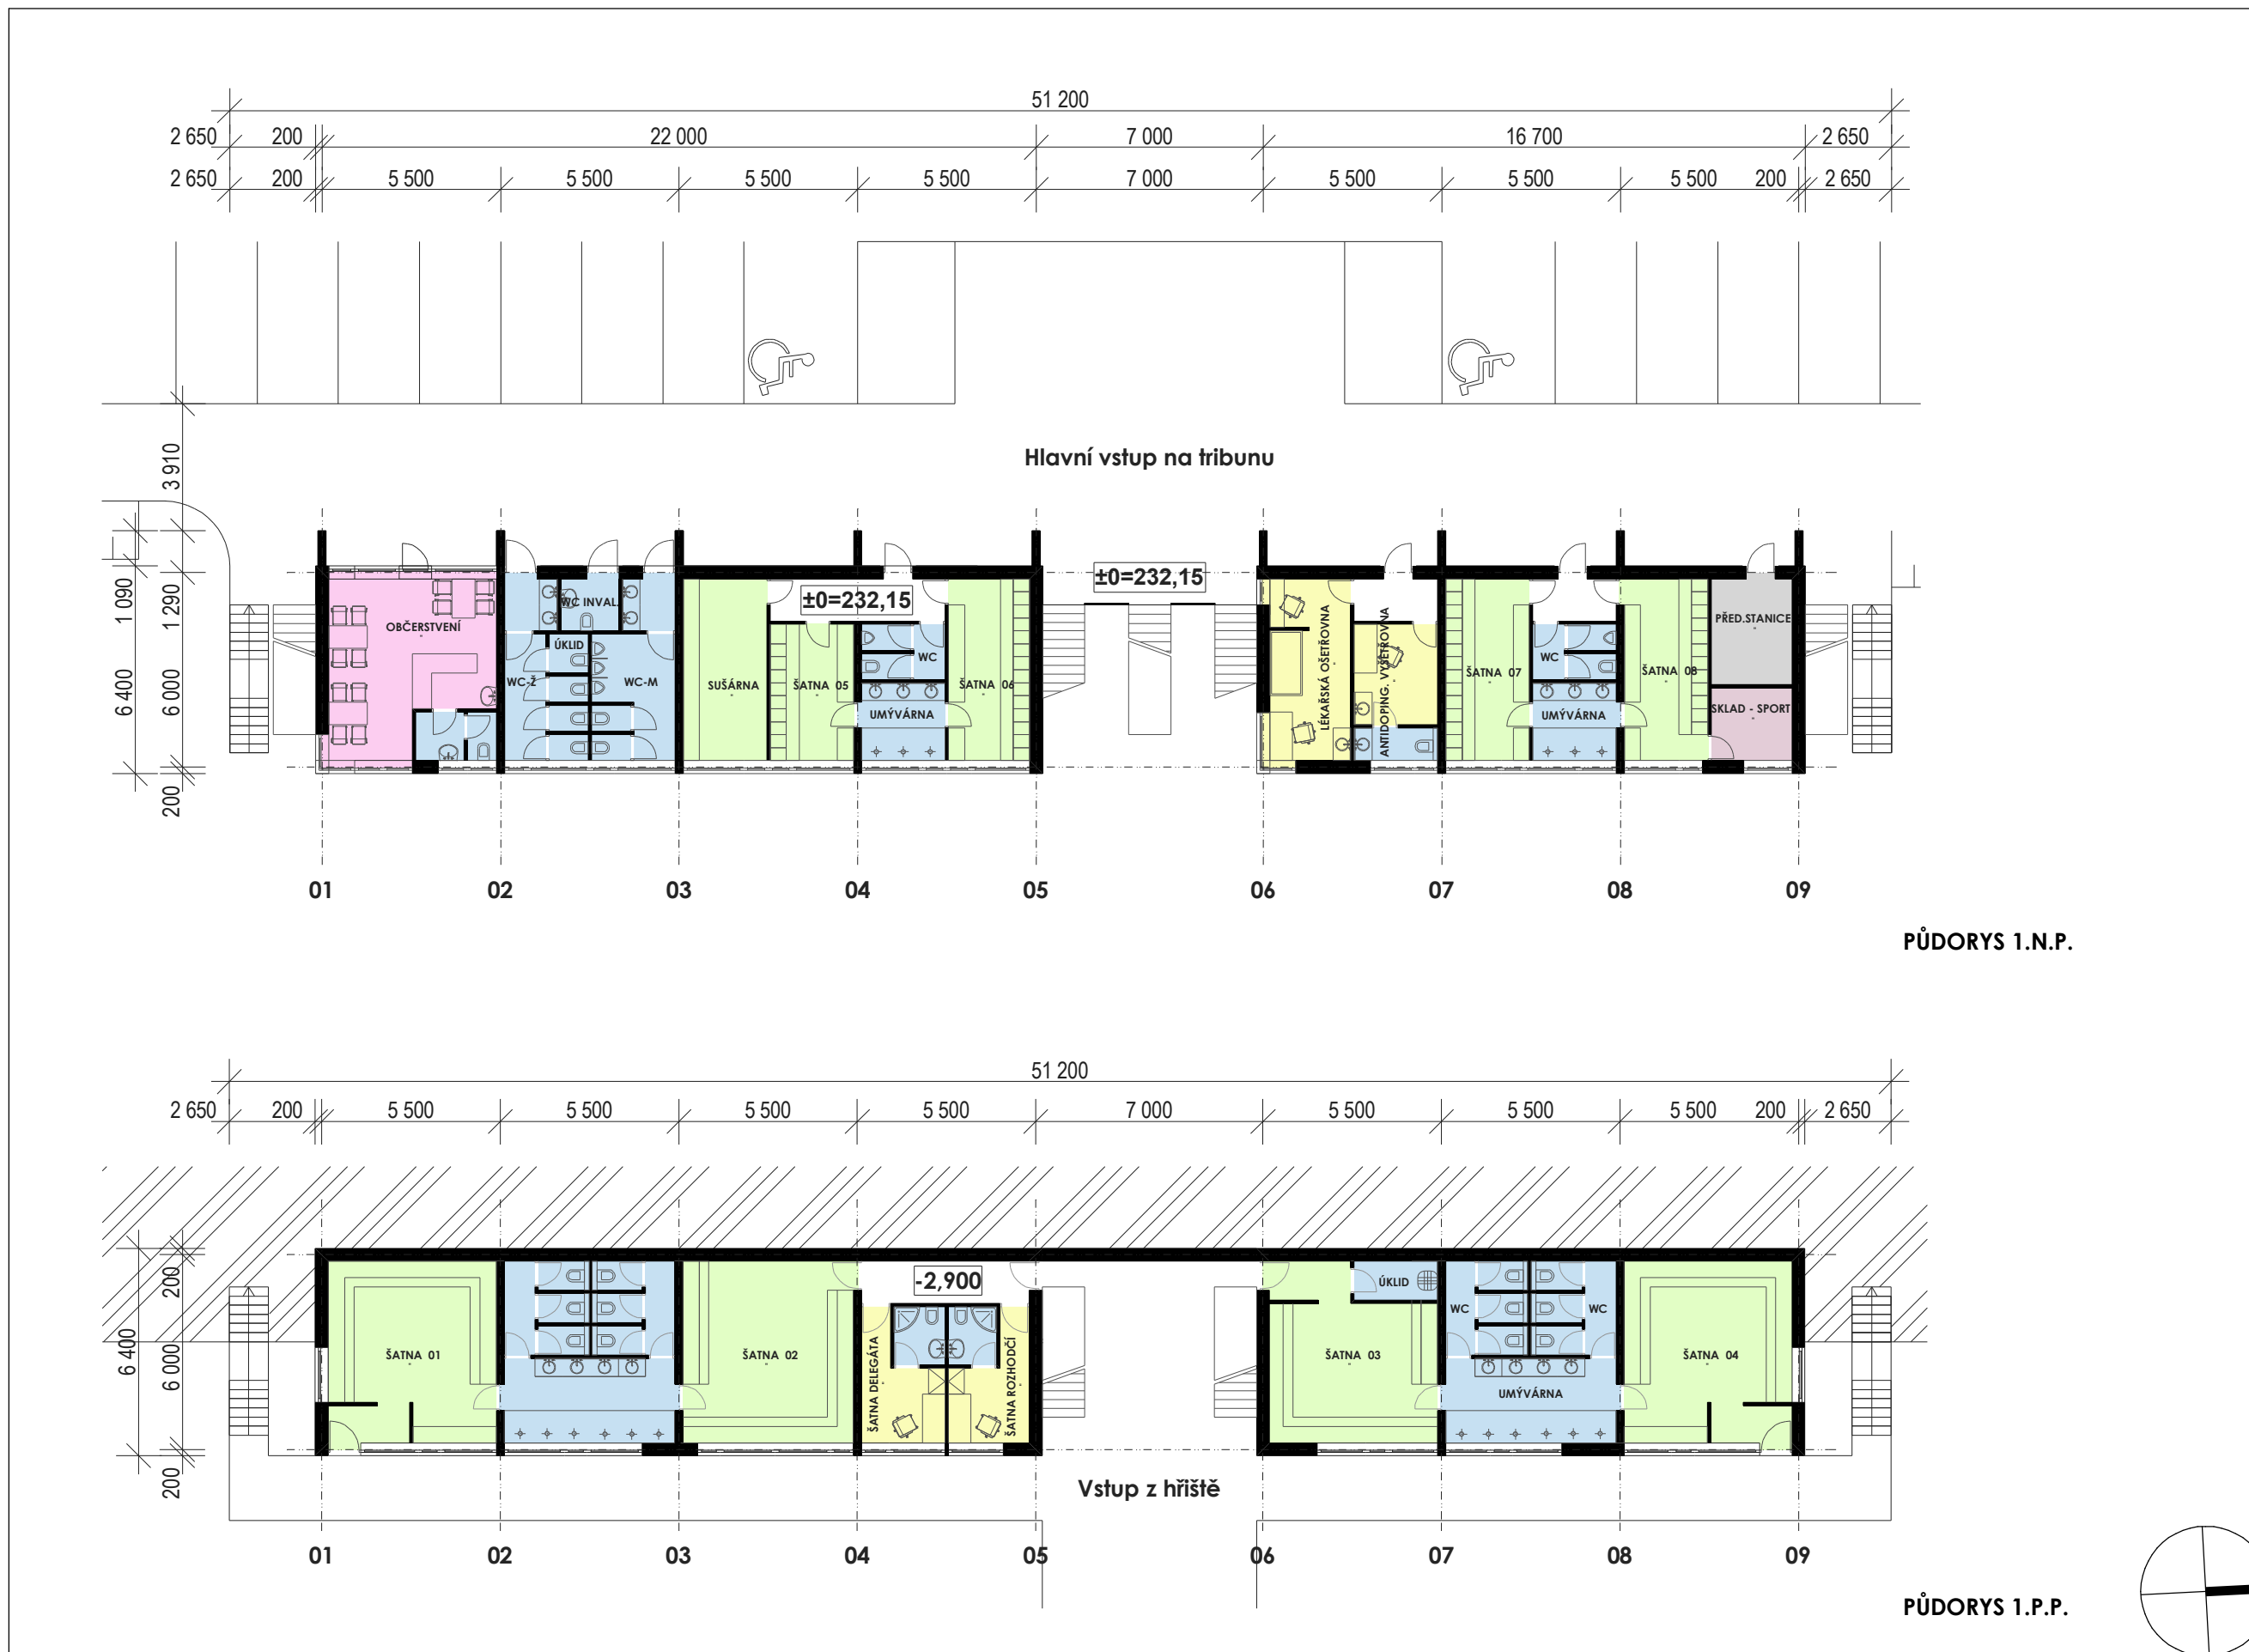 51 200
2 650 200 22 000 7 000 16 700 2 650
2 650 200 5 500 5 500 5 500 5 500 7 000 5 500 5 500 5 500 200 2 650
3 910
Hlavní vstup na tribunu
1 090
1 290
6 400
6 000
200
±0=232,15
±0=232,15
OBČERSTVENÍ
WC INVAL.
ÚKLID
WC-Ž
WC-M
SUŠÁRNA
ŠATNA 05
WC
UMÝVÁRNA
ŠATNA 06
LÉKAŘSKÁ OŠETŘOVNA
ANTIDOPING. VYŠETŘOVNA
ŠATNA 07
WC
UMÝVÁRNA
ŠATNA 08
PŘED.STANICE
SKLAD - SPORT
01 02 03 04 05 06 07 08 09
PŮDORYS 1.N.P.
51 200
2 650 200 5 500 5 500 5 500 5 500 7 000 5 500 5 500 5 500 200 2 650
200
6 400
6 000
200
-2,900
ŠATNA 01
ŠATNA 02
ŠATNA DELEGÁTA
ŠATNA ROZHODČÍ
ÚKLID
ŠATNA 03
WC
WC
UMÝVÁRNA
ŠATNA 04
Vstup z hřiště
01 02 03 04 05 06 07 08 09
PŮDORYS 1.P.P.